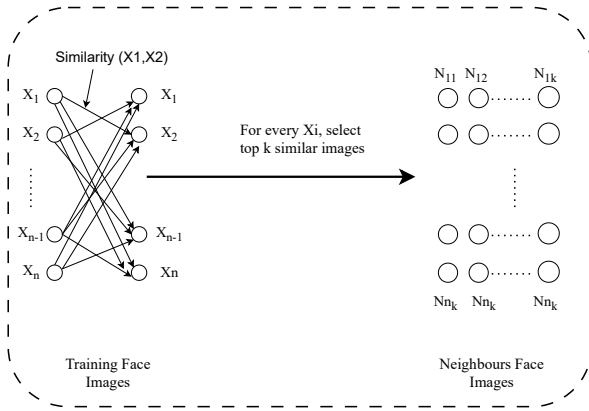 Similarity (X1,X2)
X1 X1
X2 X2
Xn-1 Xn-1
Xn Xn
Training Face
Images
For every Xi, select
top k similar images
N11 N12 ....... N1k
Nnk Nnk Nnk
Neighbours Face
Images